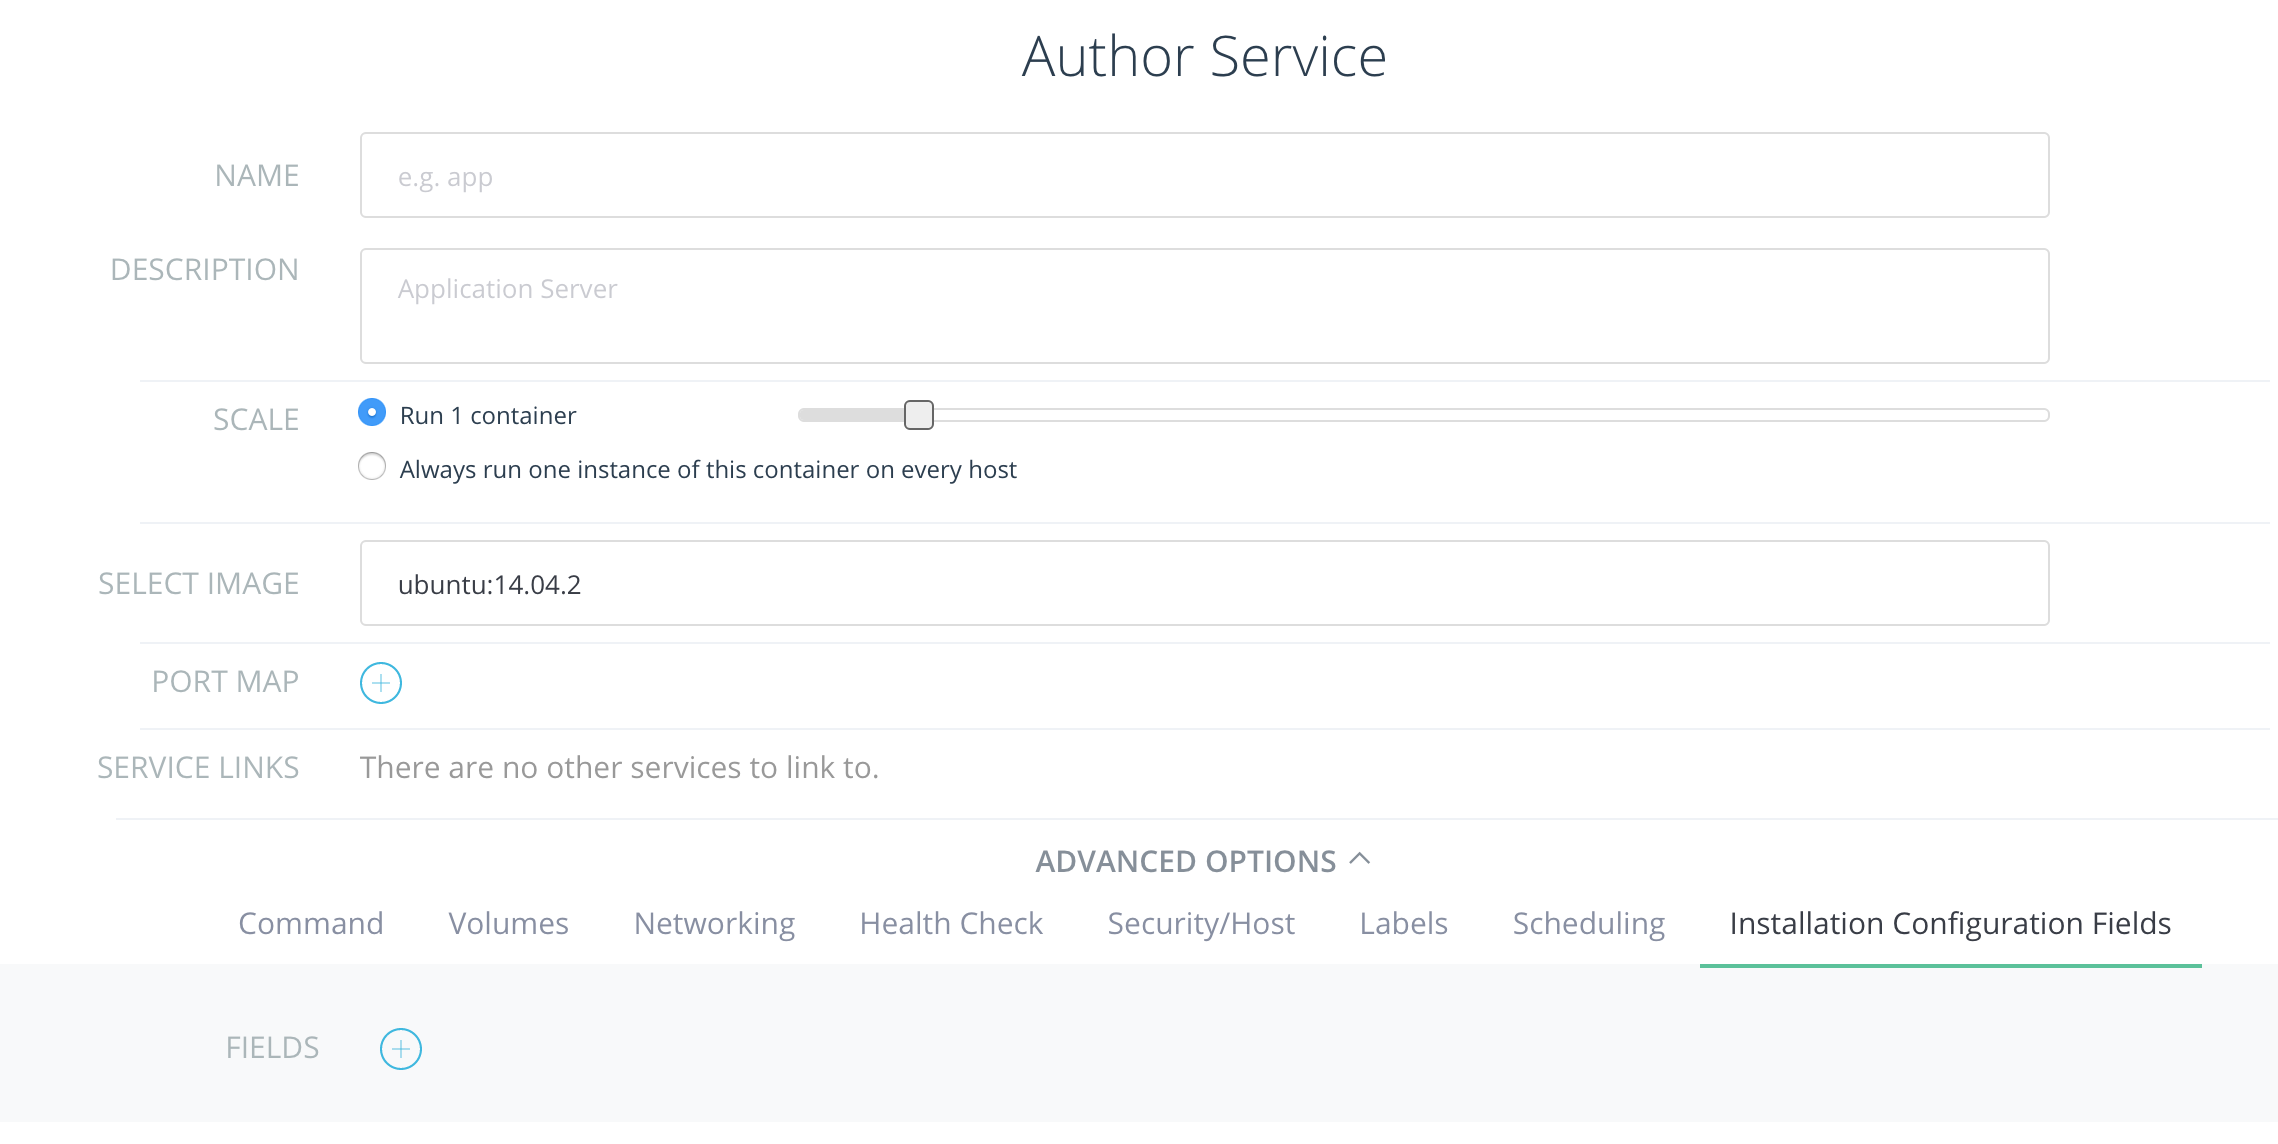 Author Service
NAME
e.g. app
DESCRIPTION
Application Server
SCALE
Run 1 container
Always run one instance of this container on every host
SELECT IMAGE
ubuntu:14.04.2
PORT MAP
SERVICE LINKS
There are no other services to link to.
ADVANCED OPTIONS
Command Volumes Networking Health Check Security/Host Labels Scheduling Installation Configuration Fields
FIELDS